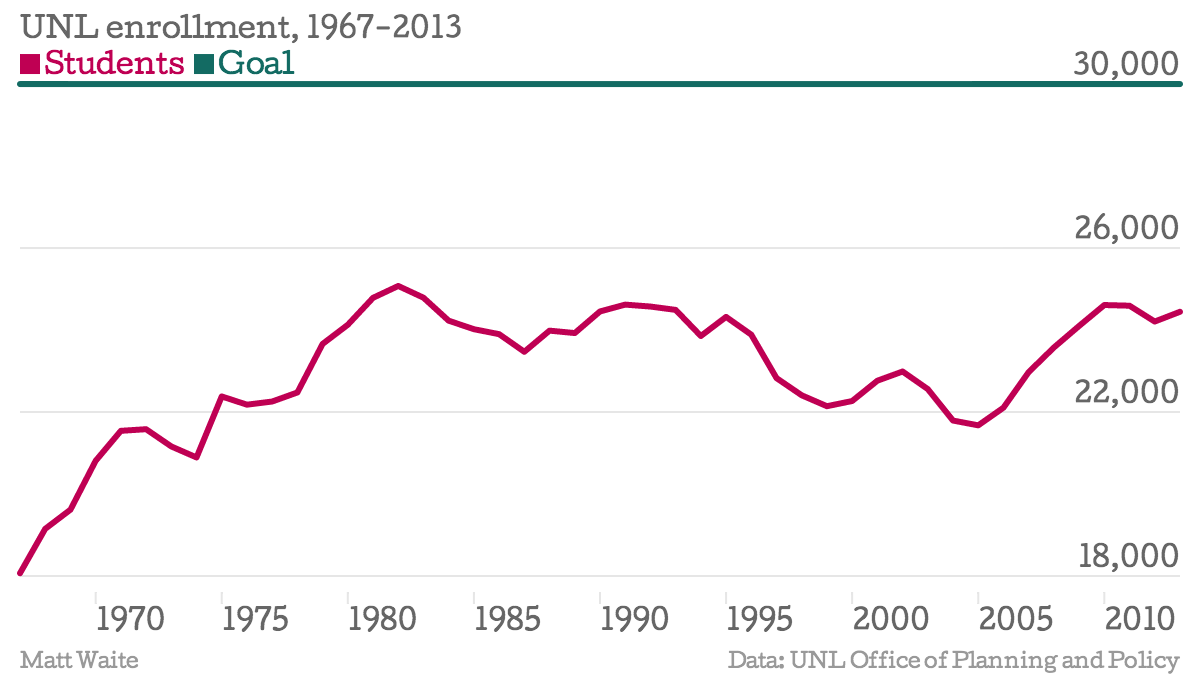 UNL enrollment, 1967–2013
Students Goal
30,000
26,000
22,000
18,000
1970 1975 1980 1985 1990 1995 2000 2005 2010
Matt Waite Data: UNL Office of Planning and Policy